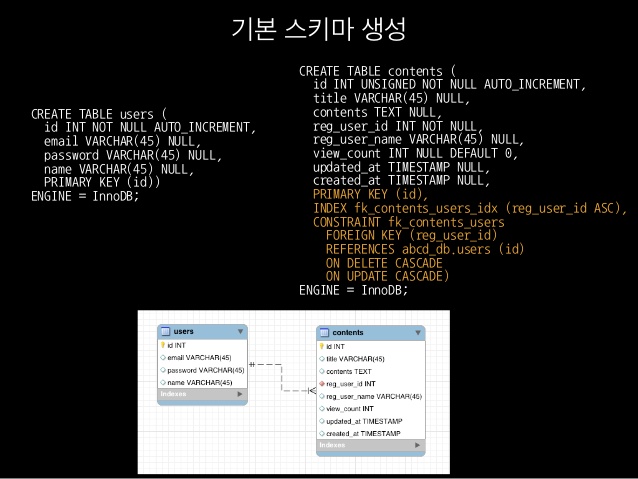 기본 스키마 생성
CREATE TABLE users (
id INT NOT NULL AUTO_INCREMENT,
email VARCHAR(45) NULL,
password VARCHAR(45) NULL,
name VARCHAR(45) NULL,
PRIMARY KEY (id))
ENGINE = InnoDB;
CREATE TABLE contents (
id INT UNSIGNED NOT NULL AUTO_INCREMENT,
title VARCHAR(45) NULL,
contents TEXT NULL,
reg_user_id INT NOT NULL,
reg_user_name VARCHAR(45) NULL,
view_count INT NULL DEFAULT 0,
updated_at TIMESTAMP NULL,
created_at TIMESTAMP NULL,
PRIMARY KEY (id),
INDEX fk_contents_users_idx (reg_user_id ASC),
CONSTRAINT fk_contents_users
FOREIGN KEY (reg_user_id)
REFERENCES abcd_db.users (id)
ON DELETE CASCADE
ON UPDATE CASCADE)
ENGINE = InnoDB;
users
id INT
email VARCHAR(45)
password VARCHAR(45)
name VARCHAR(45)
Indexes
contents
id INT
title VARCHAR(45)
contents TEXT
reg_user_id INT
reg_user_name VARCHAR(45)
view_count INT
updated_at TIMESTAMP
created_at TIMESTAMP
Indexes